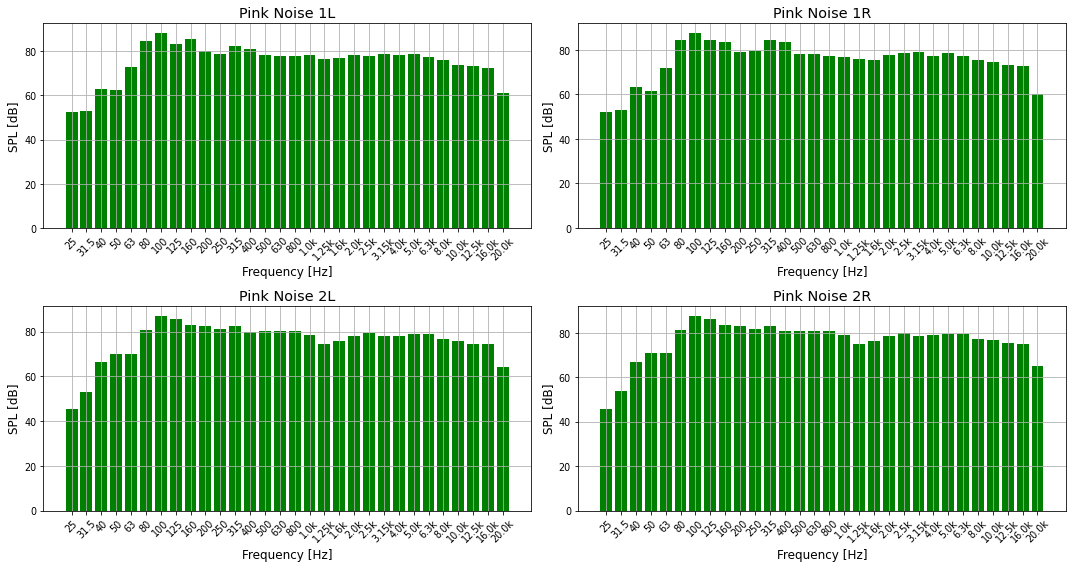 Pink Noise 1L
SPL [dB]
80
60
40
20
0
25 31.5 40 50 63 80 100 125 160 200 250 315 400 500 630 800 1.0k 1.25k 1.6k 2.0k 2.5k 3.15k 4.0k 5.0k 6.3k 8.0k 10.0k 12.5k 16.0k 20.0k
Frequency [Hz]
Pink Noise 1R
SPL [dB]
80
60
40
20
0
25 31.5 40 50 63 80 100 125 160 200 250 315 400 500 630 800 1.0k 1.25k 1.6k 2.0k 2.5k 3.15k 4.0k 5.0k 6.3k 8.0k 10.0k 12.5k 16.0k 20.0k
Frequency [Hz]
Pink Noise 2L
SPL [dB]
80
60
40
20
0
25 31.5 40 50 63 80 100 125 160 200 250 315 400 500 630 800 1.0k 1.25k 1.6k 2.0k 2.5k 3.15k 4.0k 5.0k 6.3k 8.0k 10.0k 12.5k 16.0k 20.0k
Frequency [Hz]
Pink Noise 2R
SPL [dB]
80
60
40
20
0
25 31.5 40 50 63 80 100 125 160 200 250 315 400 500 630 800 1.0k 1.25k 1.6k 2.0k 2.5k 3.15k 4.0k 5.0k 6.3k 8.0k 10.0k 12.5k 16.0k 20.0k
Frequency [Hz]